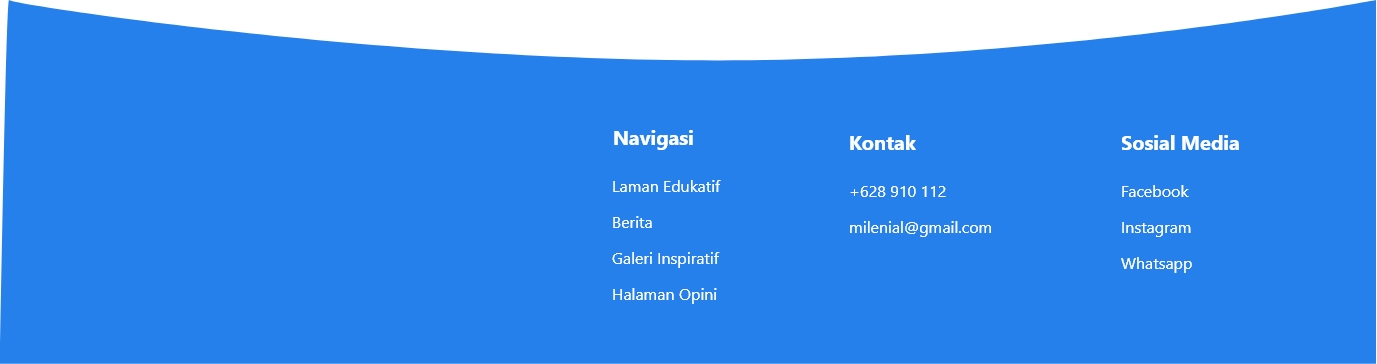 Navigasi
Laman Edukatif
Berita
Galeri Inspiratif
Halaman Opini
Kontak
+628 910 112
milenial@gmail.com
Sosial Media
Facebook
Instagram
Whatsapp